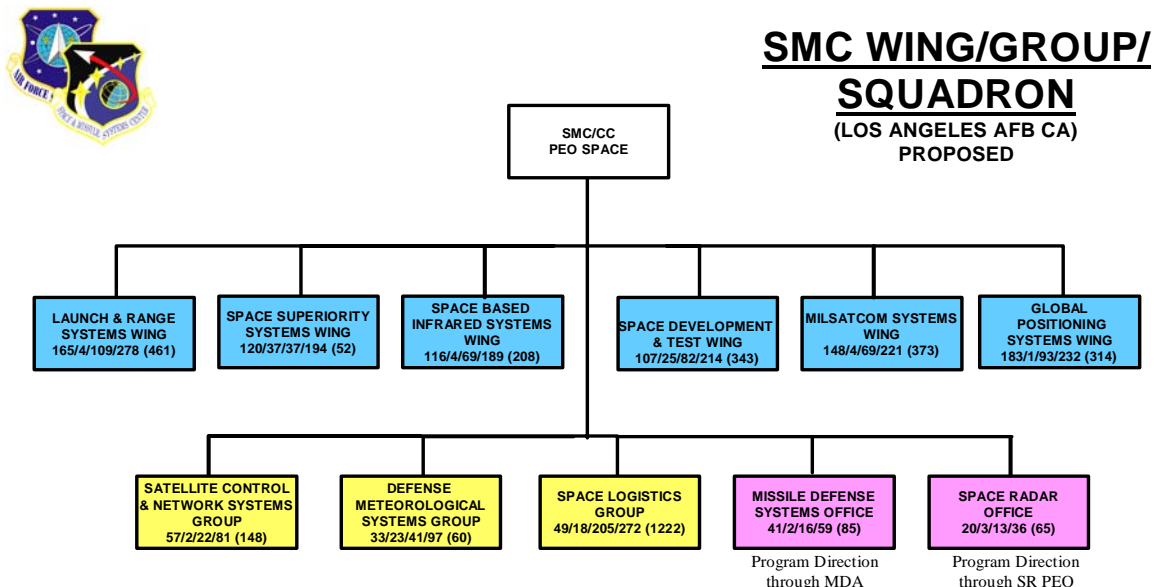 AIR FORCE
SPACE & MISSILE SYSTEMS CENTER
SMC WING/GROUP/
SQUADRON
(LOS ANGELES AFB CA)
PROPOSED
SMC/CC
PEO SPACE
LAUNCH & RANGE
SYSTEMS WING
165/4/109/278 (461)
SPACE SUPERIORITY
SYSTEMS WING
120/37/37/194 (52)
SPACE BASED
INFRARED SYSTEMS
WING
116/4/69/189 (208)
SPACE DEVELOPMENT
& TEST WING
107/25/82/214 (343)
MILSATCOM SYSTEMS
WING
148/4/69/221 (373)
GLOBAL
POSITIONING
SYSTEMS WING
183/1/93/232 (314)
SATELLITE CONTROL
& NETWORK SYSTEMS
GROUP
57/2/22/81 (148)
DEFENSE
METEOROLOGICAL
SYSTEMS GROUP
33/23/41/97 (60)
SPACE LOGISTICS
GROUP
49/18/205/272 (1222)
MISSILE DEFENSE
SYSTEMS OFFICE
41/2/16/59 (85)
SPACE RADAR
OFFICE
20/3/13/36 (65)
Program Direction
through MDA
Program Direction
through SR PEO